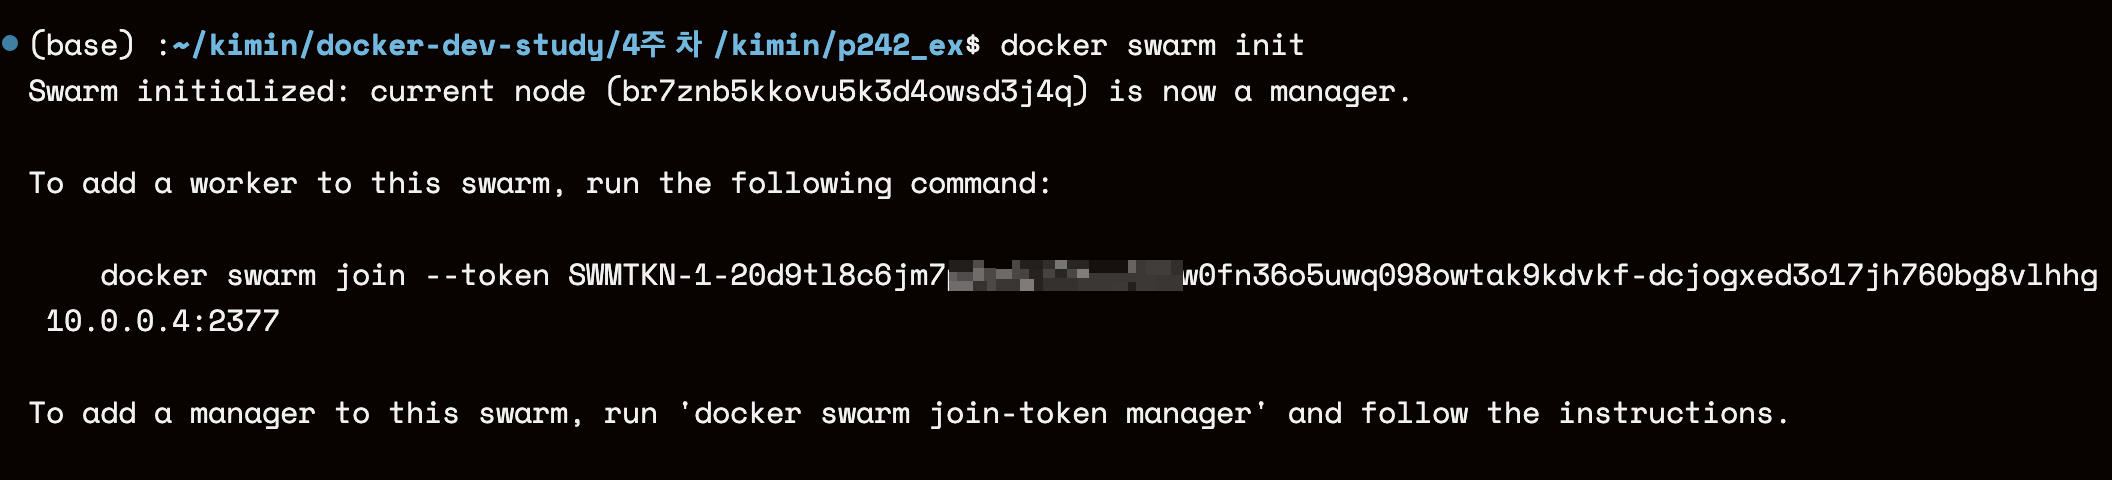 (base) :~/kimin/docker-dev-study/4주차/kimin/p242_ex$ docker swarm init
Swarm initialized: current node (br7znb5kkovu5k3d4owsd3j4q) is now a manager.
To add a worker to this swarm, run the following command:
docker swarm join --token SWMTKN-1-20d9tl8c6jm7 w0fn36o5uwq098owtak9kdvkf-dcjogxed3o17jh760bg8vlhhg
10.0.0.4:2377
To add a manager to this swarm, run 'docker swarm join-token manager' and follow the instructions.